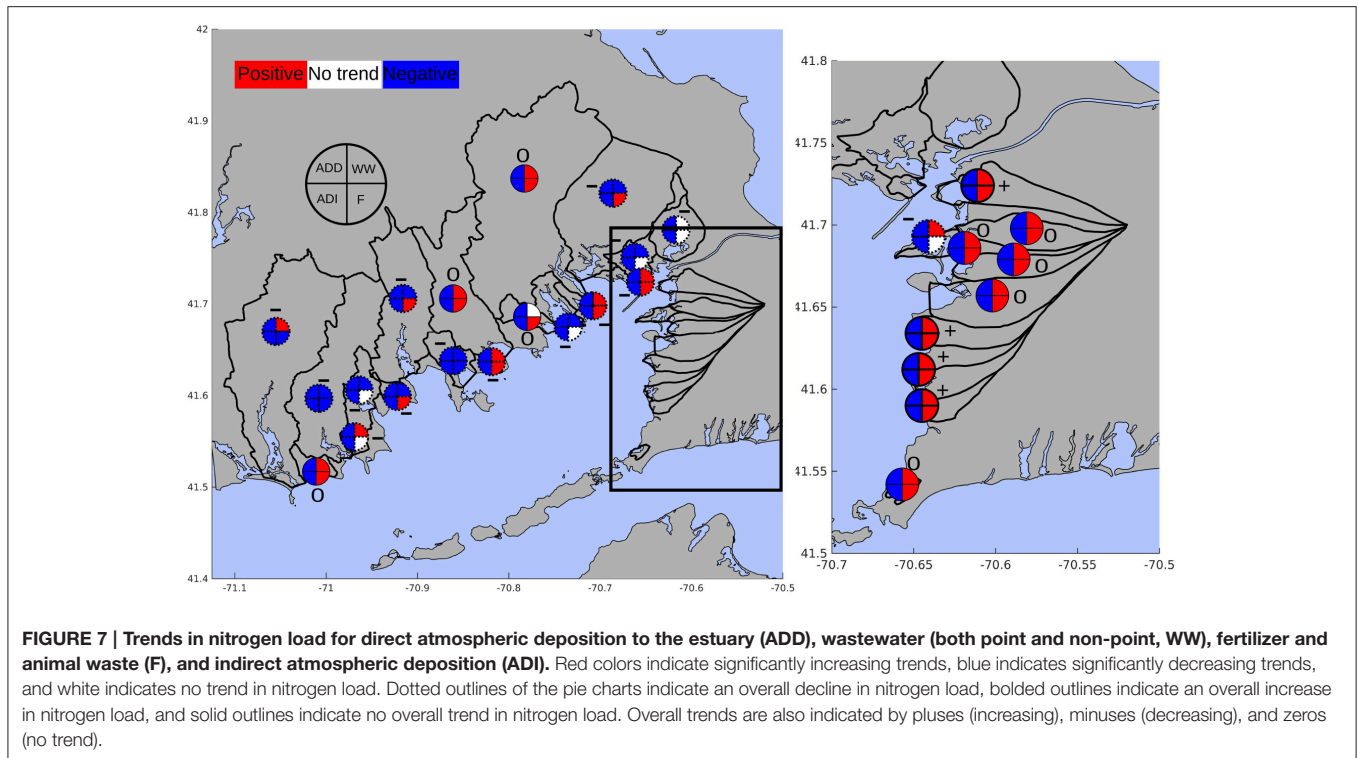 42
41.9
41.8
41.7
41.6
41.5
41.4
-71.1 -71 -70.9 -70.8 -70.7 -70.6 -70.5
Positive No trend Negative
ADD WW
ADI F
O
O
O
O
–
–
–
–
–
–
–
–
–
–
–
–
–
–
41.8
41.75
41.7
41.65
41.6
41.55
41.5
-70.7 -70.65 -70.6 -70.55 -70.5
+
–
O
O
O
O
+
+
+
O
FIGURE 7 | Trends in nitrogen load for direct atmospheric deposition to the estuary (ADD), wastewater (both point and non-point, WW), fertilizer and
animal waste (F), and indirect atmospheric deposition (ADI). Red colors indicate significantly increasing trends, blue indicates significantly decreasing trends,
and white indicates no trend in nitrogen load. Dotted outlines of the pie charts indicate an overall decline in nitrogen load, bolded outlines indicate an overall increase
in nitrogen load, and solid outlines indicate no overall trend in nitrogen load. Overall trends are also indicated by pluses (increasing), minuses (decreasing), and zeros
(no trend).